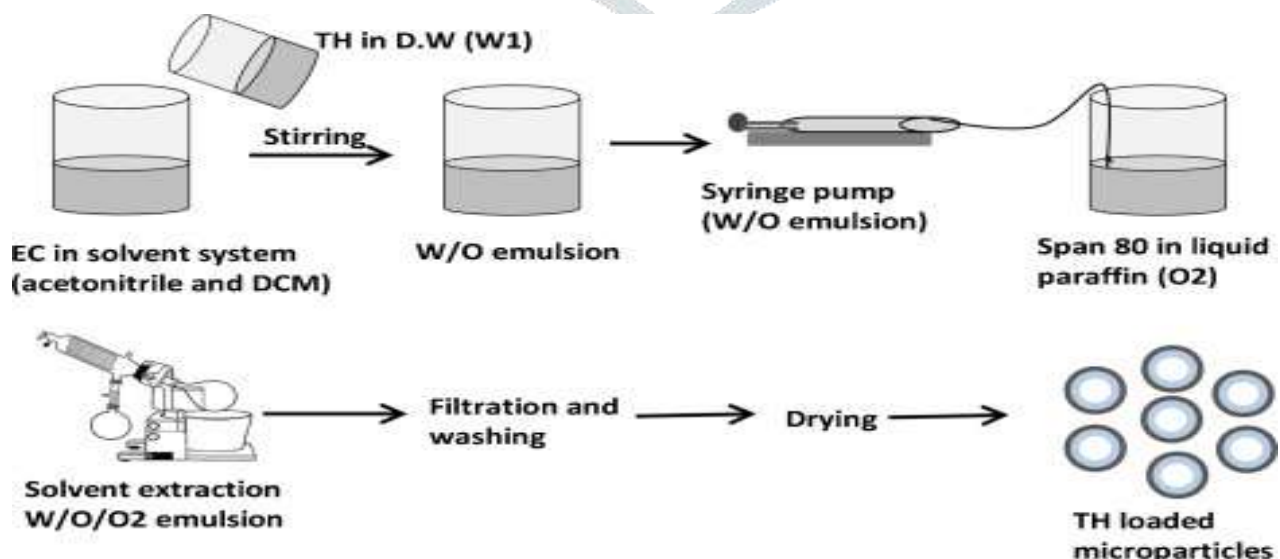 TH in D.W (W1)
Stirring
EC in solvent system
(acetonitrile and DCM)
W/O emulsion
Syringe pump
(W/O emulsion)
Span 80 in liquid
paraffin (O2)
Solvent extraction
W/O/O2 emulsion
Filtration and
washing
Drying
TH loaded
microparticles